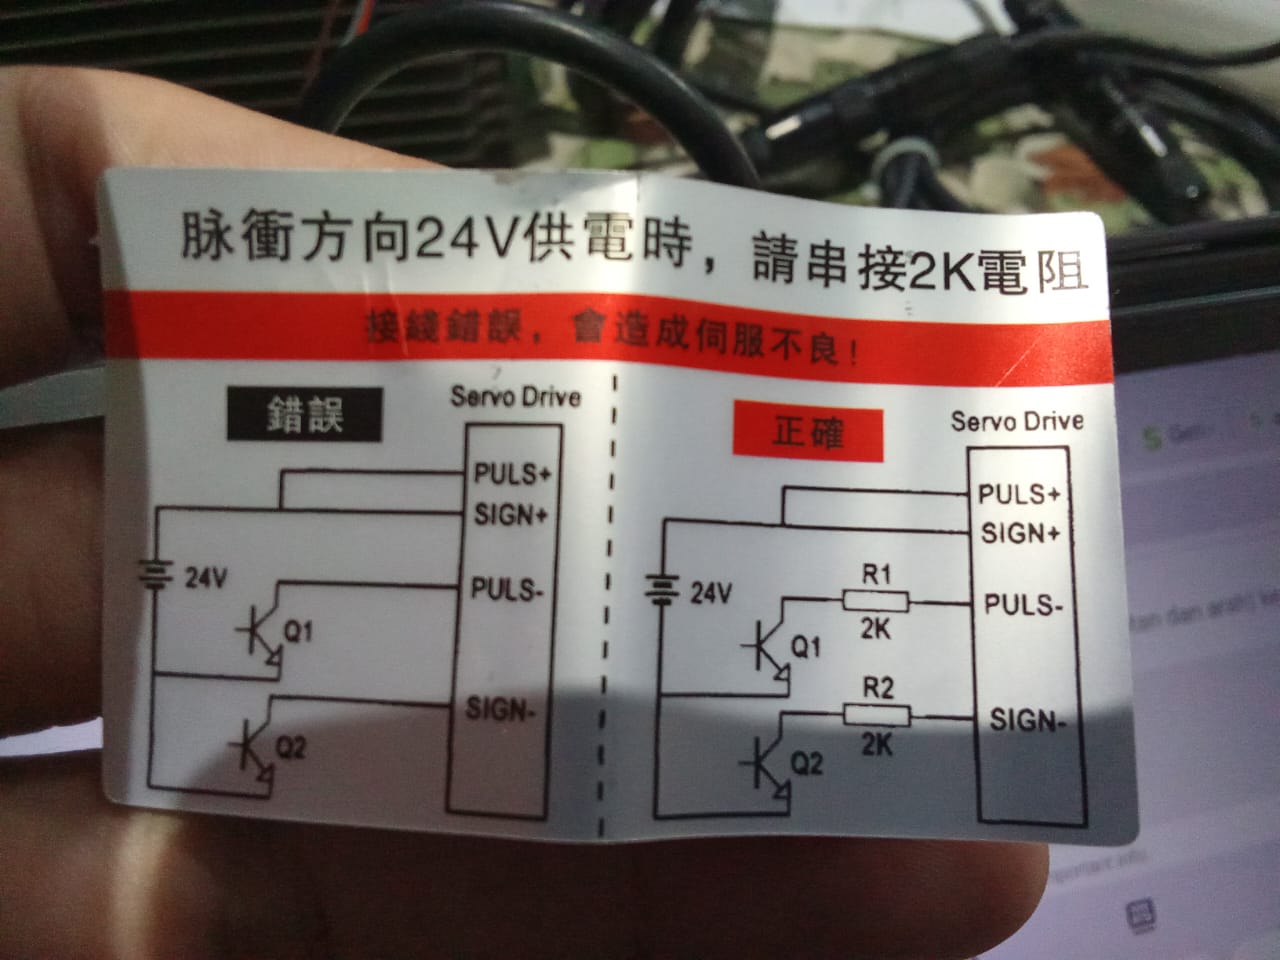 脉衝方向24V供電時，請串接2K電阻
接綫錯誤，會造成伺服不良！
錯誤
Servo Drive
PULS+
SIGN+
24V
PULS-
Q1
SIGN-
Q2
正確
Servo Drive
PULS+
SIGN+
24V
R1
2K
PULS-
Q1
R2
2K
SIGN-
Q2